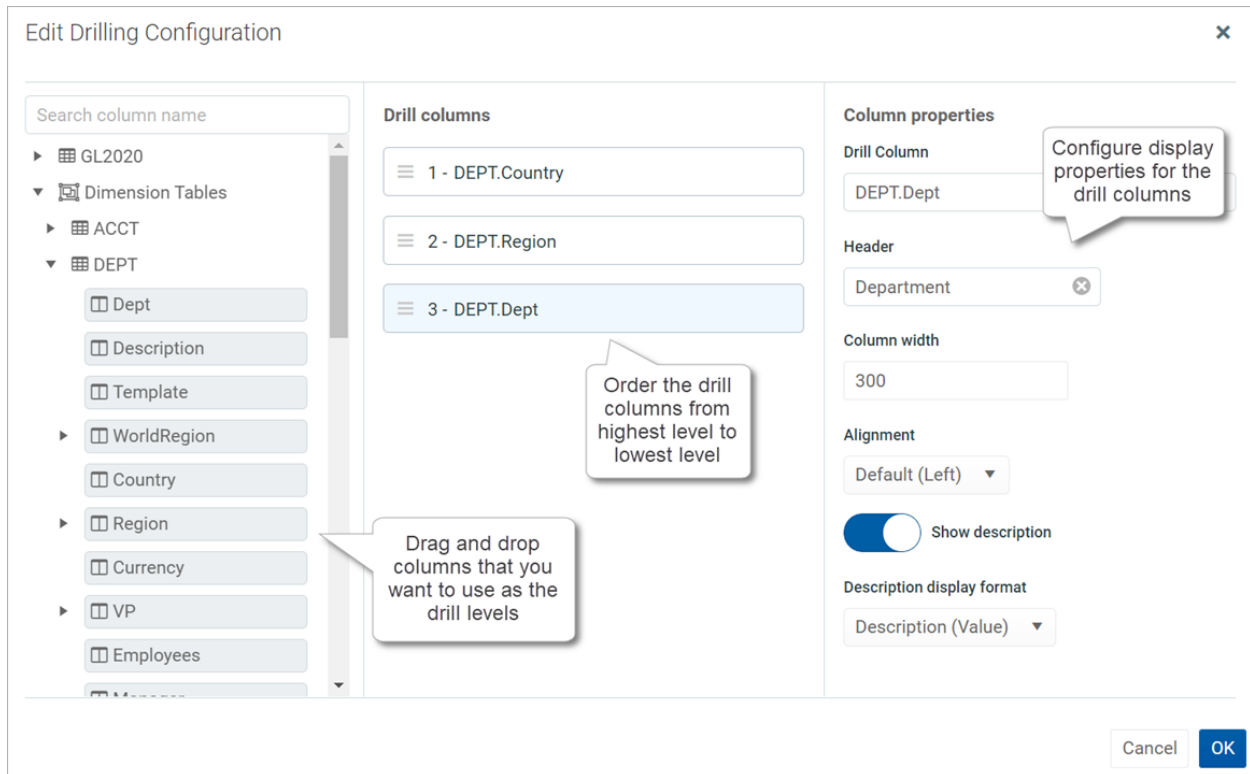 Edit Drilling Configuration
Search column name
GL2020
Dimension Tables
ACCT
DEPT
Dept
Description
Template
WorldRegion
Country
Region
Currency
VP
Employees
Drill columns
1 - DEPT.Country
2 - DEPT.Region
3 - DEPT.Dept
Order the drill
columns from
highest level to
lowest level
Drag and drop
columns that you
want to use as the
drill levels
Column properties
Drill Column
DEPT.Dept
Configure display
properties for the
drill columns
Header
Department
Column width
300
Alignment
Default (Left)
Show description
Description display format
Description (Value)
Cancel
OK